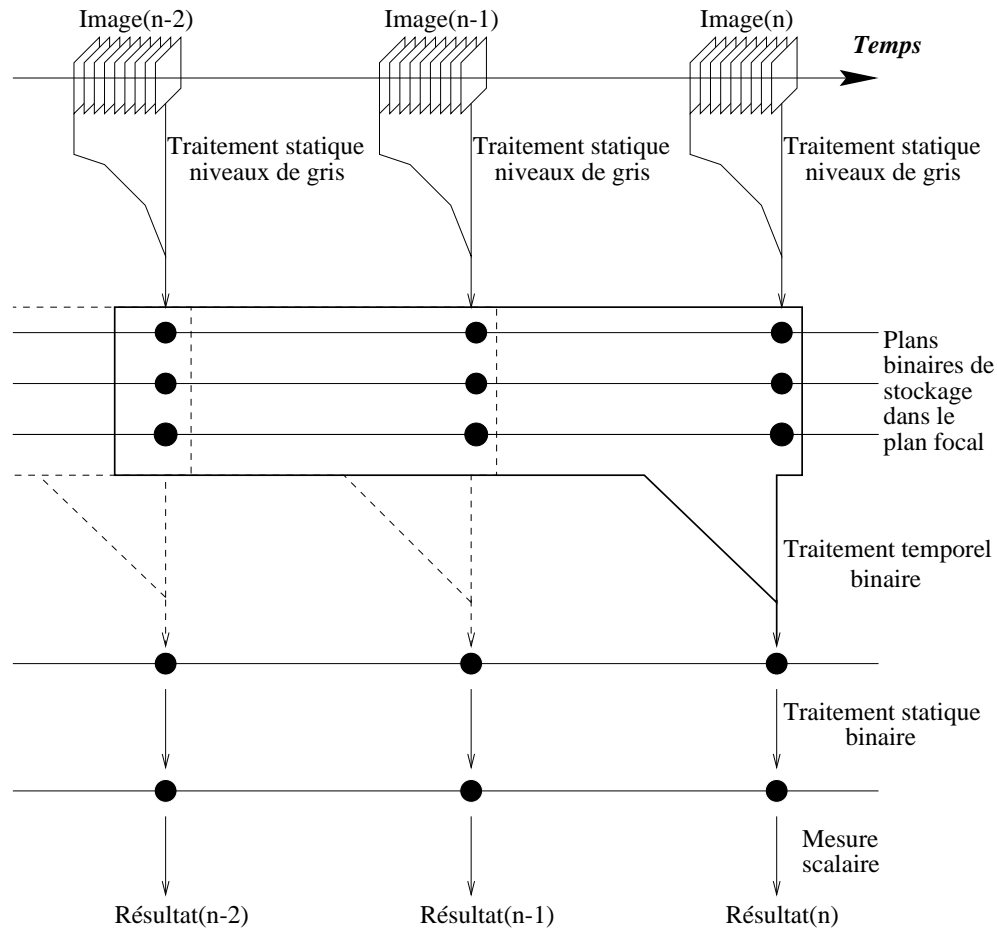 Image(n-2)
Image(n-1)
Image(n)
Temps
Traitement statique
niveaux de gris
Traitement statique
niveaux de gris
Traitement statique
niveaux de gris
Plans
binaires de
stockage
dans le
plan focal
Traitement temporel
binaire
Traitement statique
binaire
Mesure
scalaire
Résultat(n-2)
Résultat(n-1)
Résultat(n)